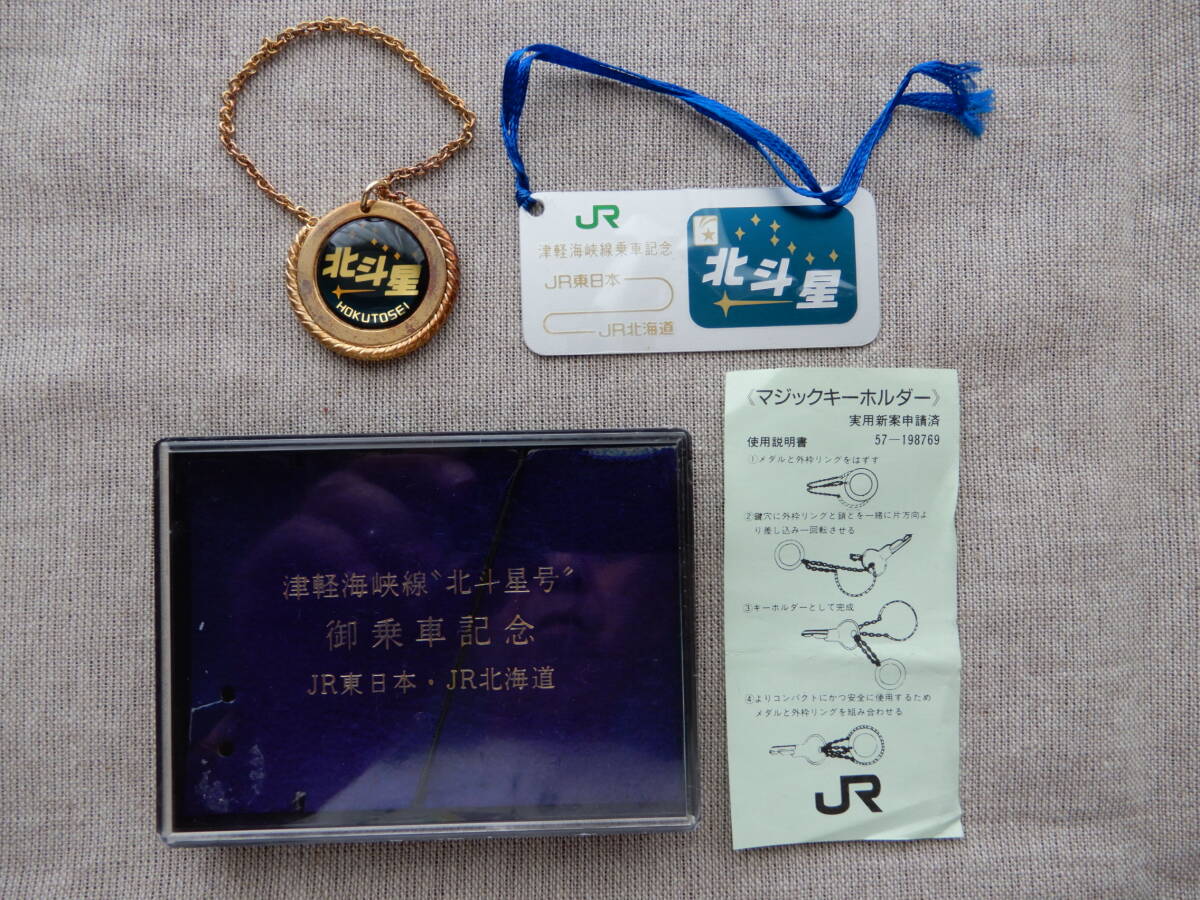 北斗星
HOKUTOSEI
JR
津軽海峡線乗車記念
JR東日本
JR北海道
北斗星
津軽海峡線〝北斗星号〟
御乗車記念
JR東日本・JR北海道
《マジックキーホルダー》
実用新案申請済
使用説明書 57―198769
①メダルと外枠リングをはずす
②鍵穴に外枠リングと鎖とを一緒に片方向よ
り差し込み一回転させる
③キーホルダーとして完成
④よりコンパクトにかつ安全に使用するため
メダルと外枠リングを組み合わせる
JR